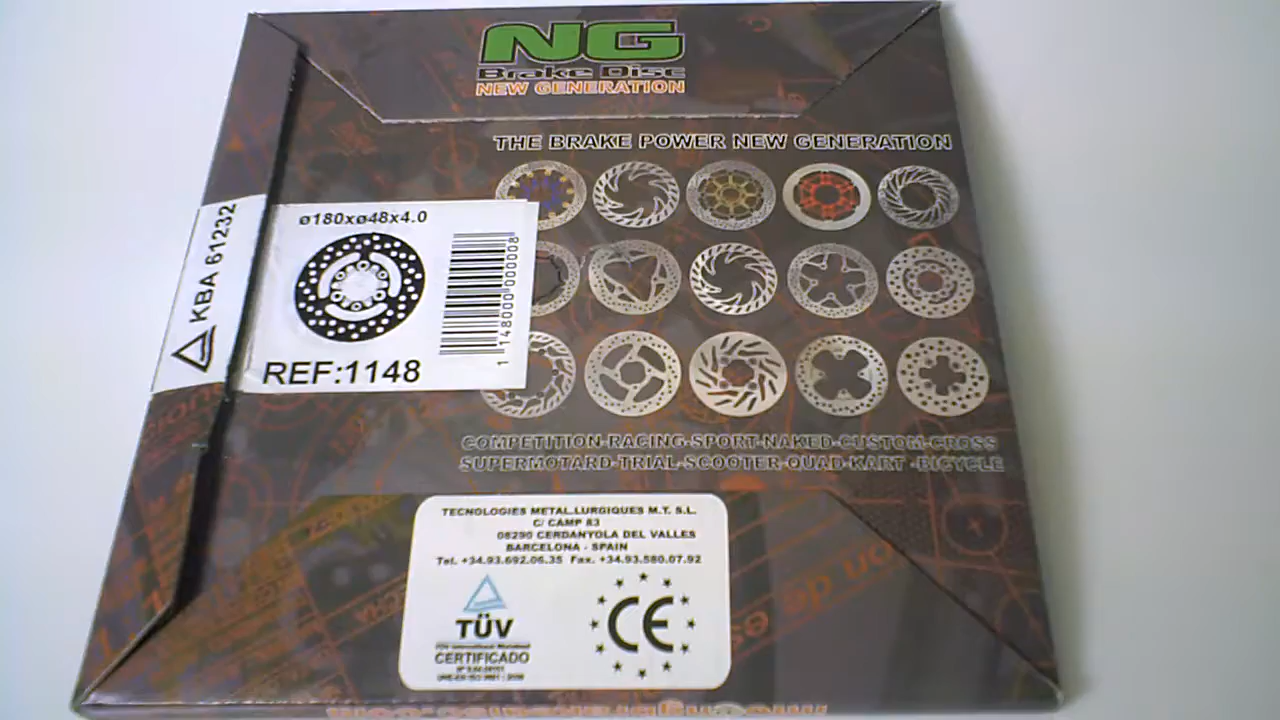 NG
Brake Disc
NEW GENERATION
THE BRAKE POWER NEW GENERATION
KBA 61232
ø180xø48x4.0
1148000000008
REF:1148
COMPETITION-RACING-SPORT-NAKED-CUSTOM-CROSS
SUPERMOTARD-TRIAL-SCOOTER-QUAD-KART-BICYCLE
TECNOLOGIES METAL.LURGIQUES M.T. S.L.
C/ CAMP 83
08290 CERDANYOLA DEL VALLES
BARCELONA - SPAIN
Tel. +34.93.692.06.35 Fax. +34.93.580.07.92
TÜV
CERTIFICADO
CE